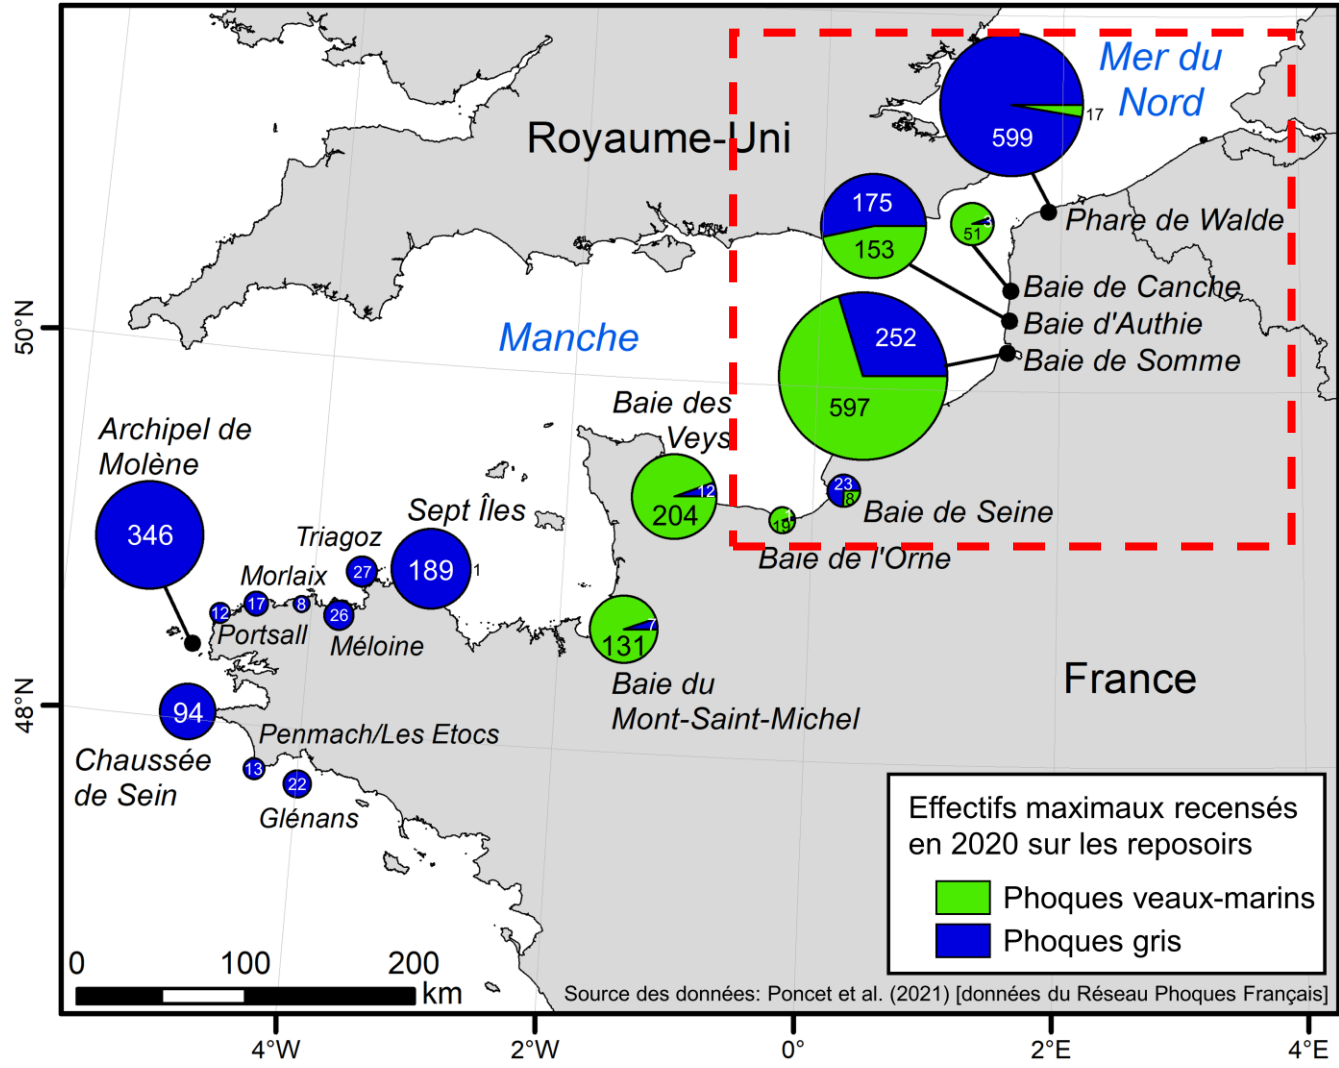 Mer du
Nord
17
599
Royaume-Uni
175
153
3
51
Phare de Walde
Baie de Canche
Baie d'Authie
Baie de Somme
50°N
Manche
252
597
Baie des
Veys
12
204
Archipel de
Molène
346
Sept Îles
189
1
Triagoz
27
Morlaix
12
17
8
26
Portsall
Méloine
23
8
Baie de Seine
1
19
Baie de l'Orne
7
131
Baie du
Mont-Saint-Michel
France
48°N
94
Chaussée
de Sein
Penmach/Les Etocs
13
22
Glénans
Effectifs maximaux recensés
en 2020 sur les reposoirs
Phoques veaux-marins
Phoques gris
0 100 200
km
Source des données: Poncet et al. (2021) [données du Réseau Phoques Français]
4°W 2°W 0° 2°E 4°E